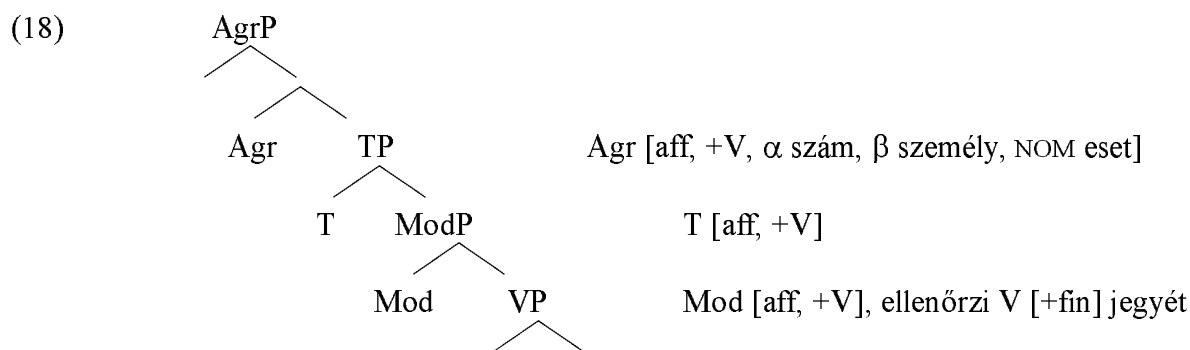 (18) AgrP
Agr TP Agr [aff, +V, α szám, β személy, NOM eset]
T ModP T [aff, +V]
Mod VP Mod [aff, +V], ellenőrzi V [+fin] jegyét